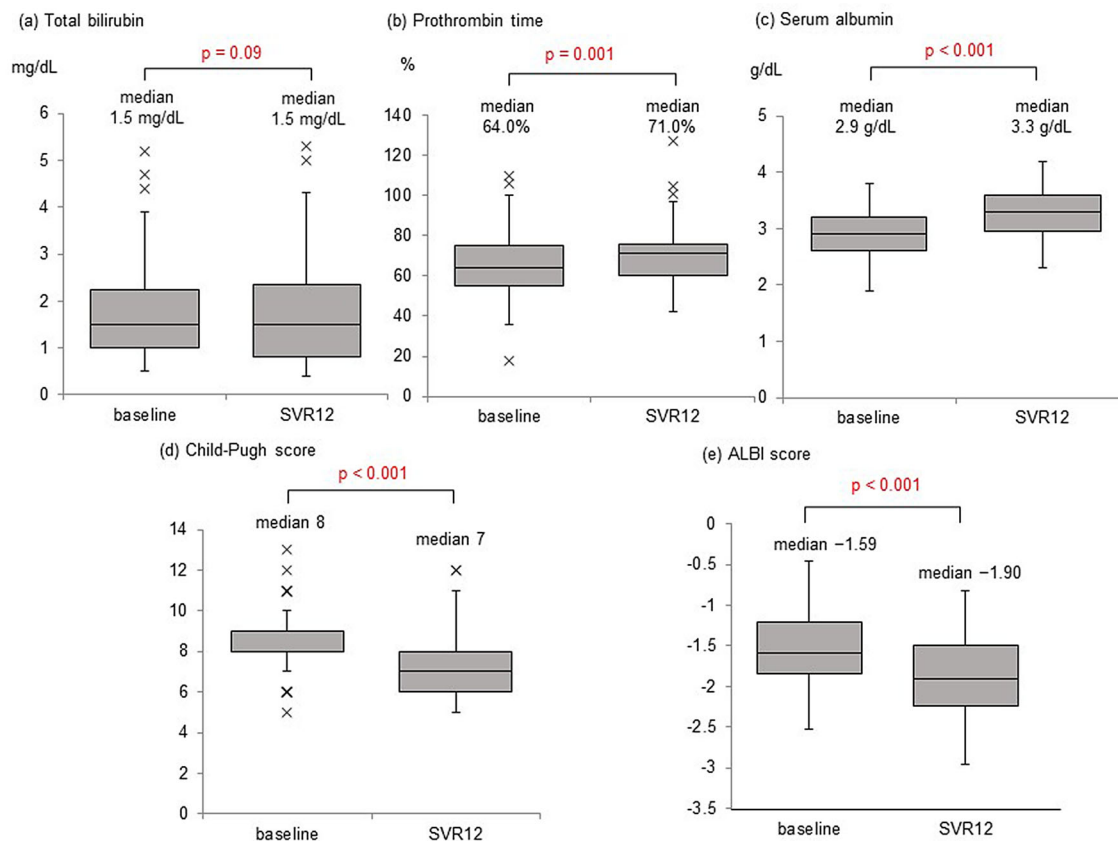 (a) Total bilirubin
p = 0.09
mg/dL
median
1.5 mg/dL
median
1.5 mg/dL
6
5
4
3
2
1
0
baseline
SVR12
(b) Prothrombin time
p = 0.001
%
median
64.0%
median
71.0%
140
120
100
80
60
40
20
0
baseline
SVR12
(c) Serum albumin
p < 0.001
g/dL
median
2.9 g/dL
median
3.3 g/dL
5
4
3
2
1
0
baseline
SVR12
(d) Child-Pugh score
p < 0.001
median 8
median 7
14
12
10
8
6
4
2
0
baseline
SVR12
(e) ALBI score
p < 0.001
median −1.59
median −1.90
0
-0.5
-1
-1.5
-2
-2.5
-3
-3.5
baseline
SVR12